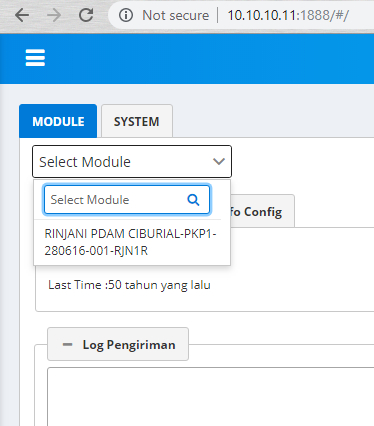 Not secure | 10.10.10.11:1888/#/
MODULE
SYSTEM
Select Module
Select Module
fo Config
RINJANI PDAM CIBURIAL-PKP1-
280616-001-RJN1R
Last Time :50 tahun yang lalu
Log Pengiriman